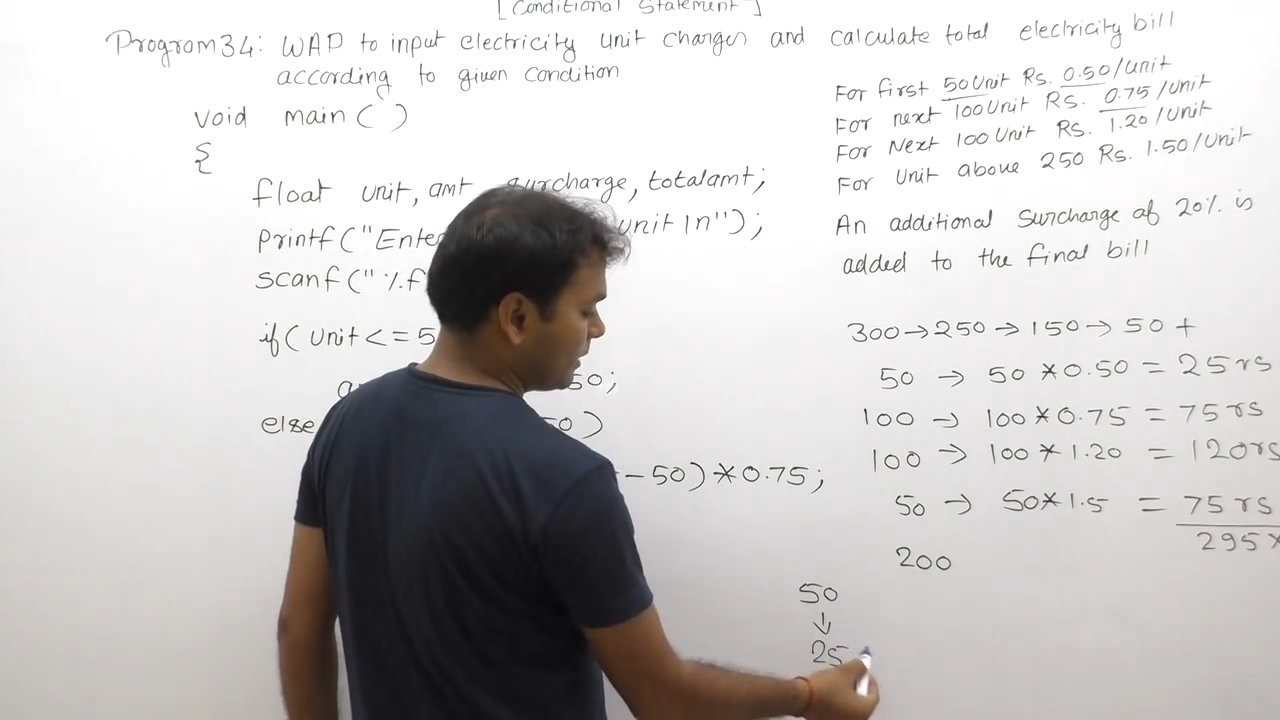 [Conditional Statement]
Program 34: WAP to input electricity unit charges and calculate total electricity bill
according to given condition
void main( )
{
float unit, amt, surcharge, totalamt;
printf("Enter unit \n");
scanf("%f
if( unit <= 5
50;
else 50 )
-50) * 0.75;
For first 50 Unit Rs. 0.50/Unit
For next 100 Unit Rs. 0.75/Unit
For Next 100 Unit Rs. 1.20/Unit
For Unit above 250 Rs. 1.50/Unit
An additional Surcharge of 20% is
added to the final bill
300 → 250 → 150 → 50 +
50 → 50 * 0.50 = 25 rs
100 → 100 * 0.75 = 75 rs
100 → 100 * 1.20 = 120 rs
50 → 50 * 1.5 = 75 rs
295 *
200
50
↓
25